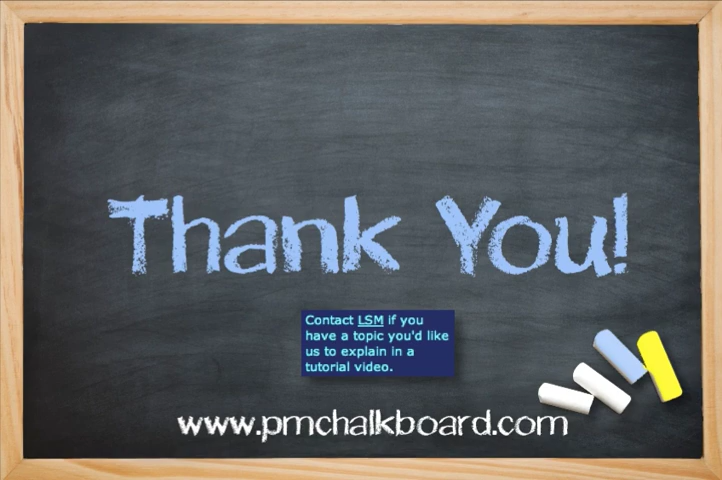 Thank You!
Contact LSM if you
have a topic you'd like
us to explain in a
tutorial video.
www.pmchalkboard.com